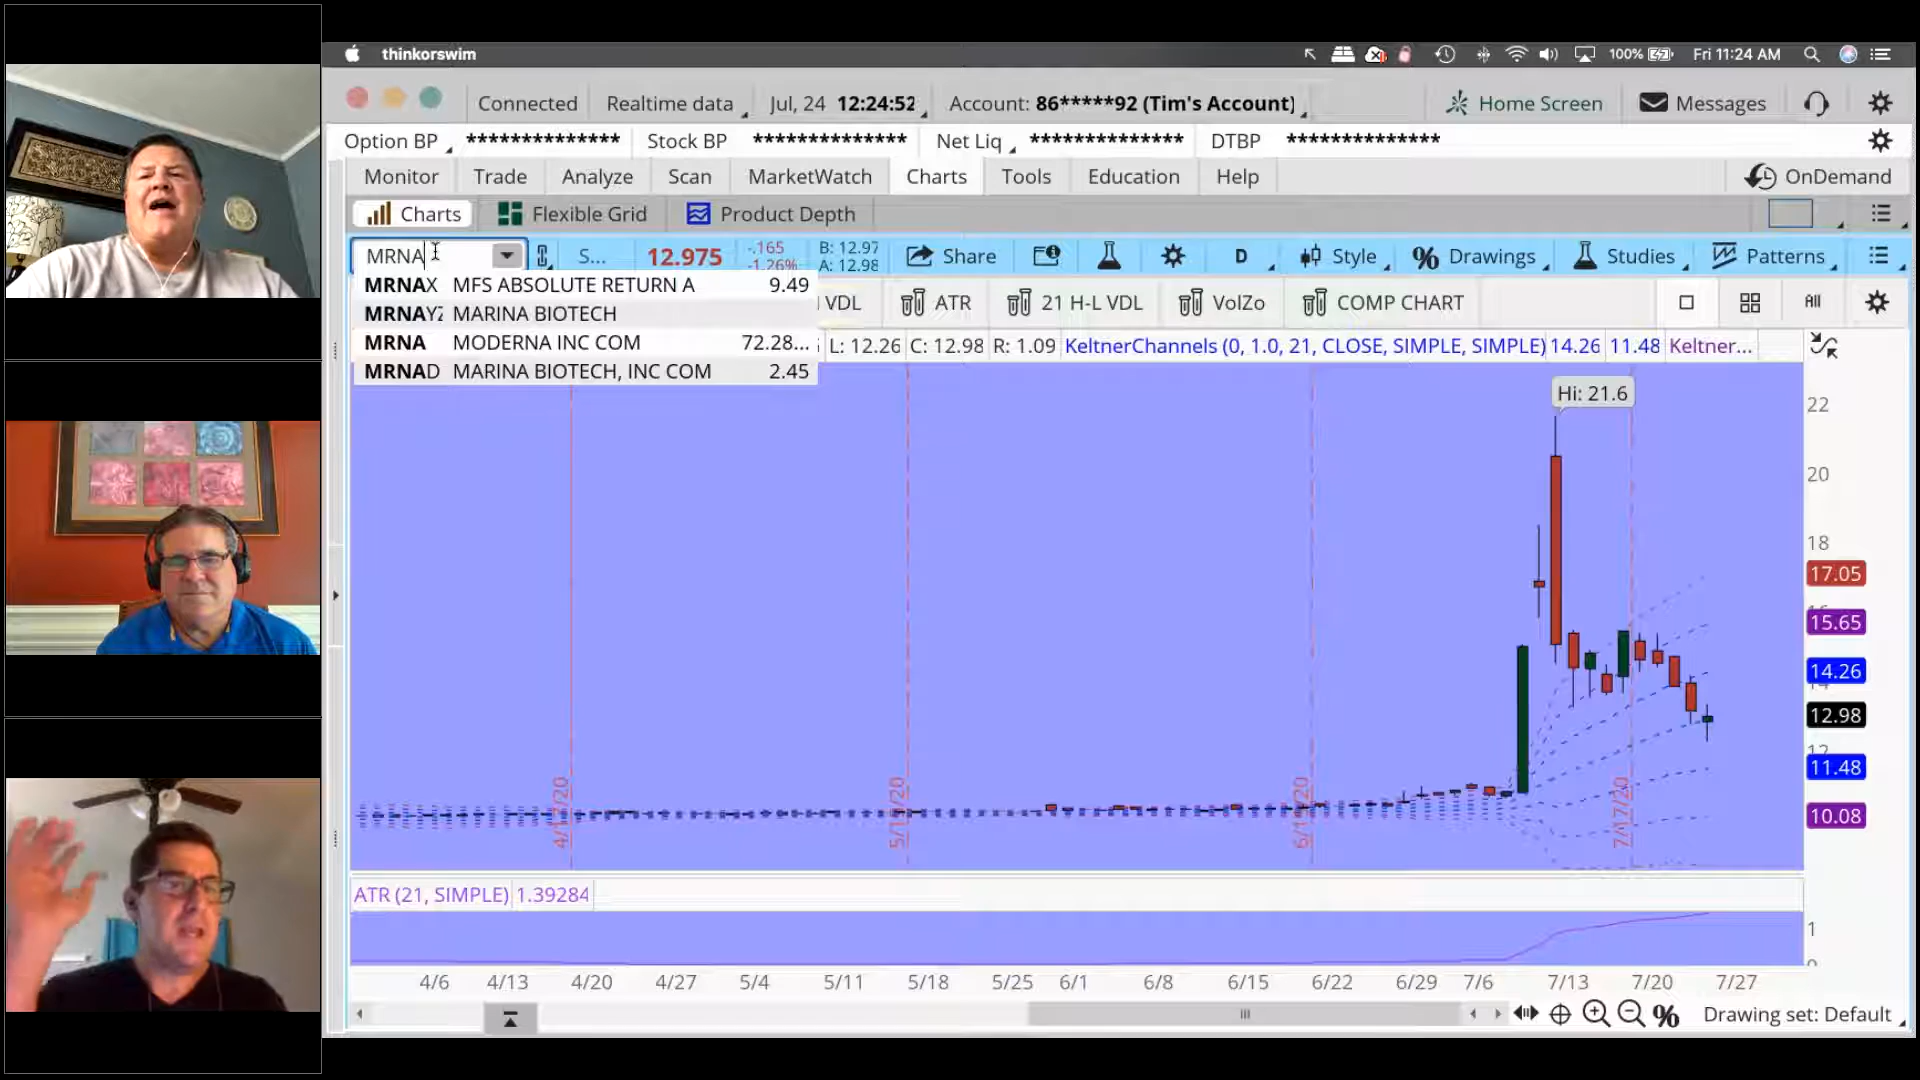 thinkorswim
100%
Fri 11:24 AM
Connected
Realtime data
Jul, 24 12:24:52
Account: 86*****92 (Tim's Account)
Home Screen
Messages
Option BP **************
Stock BP **************
Net Liq **************
DTBP **************
Monitor
Trade
Analyze
Scan
MarketWatch
Charts
Tools
Education
Help
OnDemand
Charts
Flexible Grid
Product Depth
MRNA
S...
12.975
-.165
-1.26%
B: 12.97
A: 12.98
Share
D
Style
Drawings
Studies
Patterns
MRNAX MFS ABSOLUTE RETURN A 9.49
MRNAYZ MARINA BIOTECH
MRNA MODERNA INC COM 72.28...
MRNAD MARINA BIOTECH, INC COM 2.45
VDL
ATR
21 H-L VDL
VolZo
COMP CHART
All
L: 12.26
C: 12.98
R: 1.09
KeltnerChannels (0, 1.0, 21, CLOSE, SIMPLE, SIMPLE)
14.26
11.48
Keltner...
Hi: 21.6
22
20
18
17.05
15.65
14.26
12.98
12
11.48
10.08
7/17/20
ATR (21, SIMPLE)
1.39284
1
0
4/6
4/13
4/20
4/27
5/4
5/11
5/18
5/25
6/1
6/8
6/15
6/22
6/29
7/6
7/13
7/20
7/27
Drawing set: Default